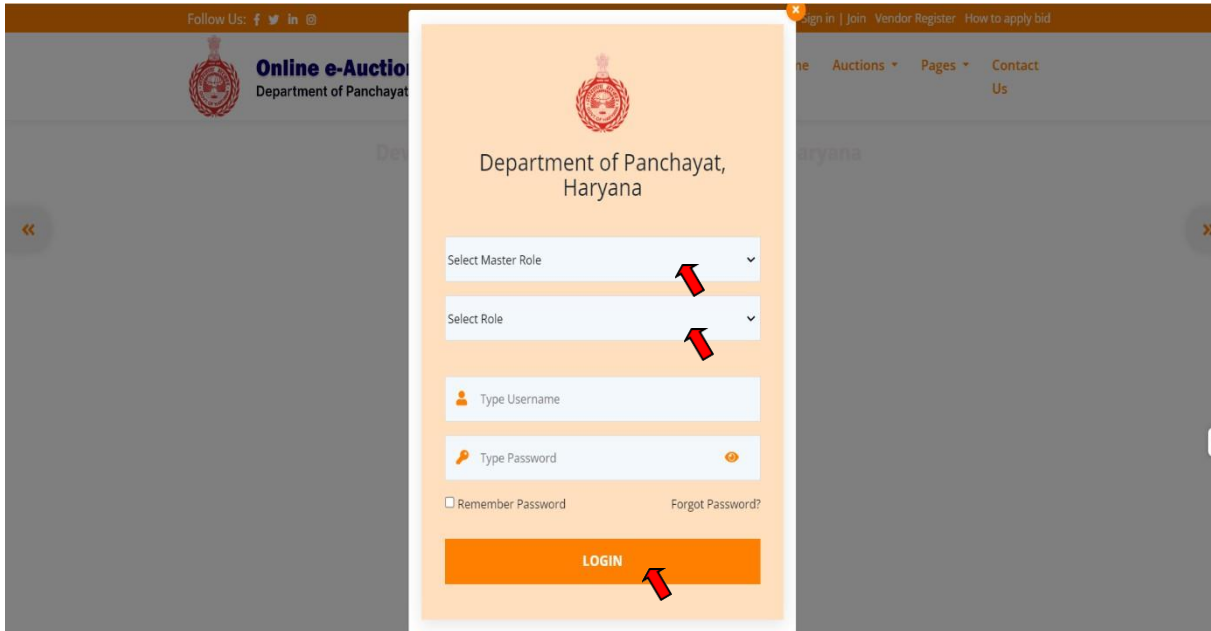 Follow Us:
Sign in | Join Vendor Register How to apply bid
Online e-Auctio
Department of Panchayat
Auctions Pages Contact
Us
Department of Panchayat,
Haryana
Select Master Role
Select Role
Type Username
Type Password
Remember Password Forgot Password?
LOGIN